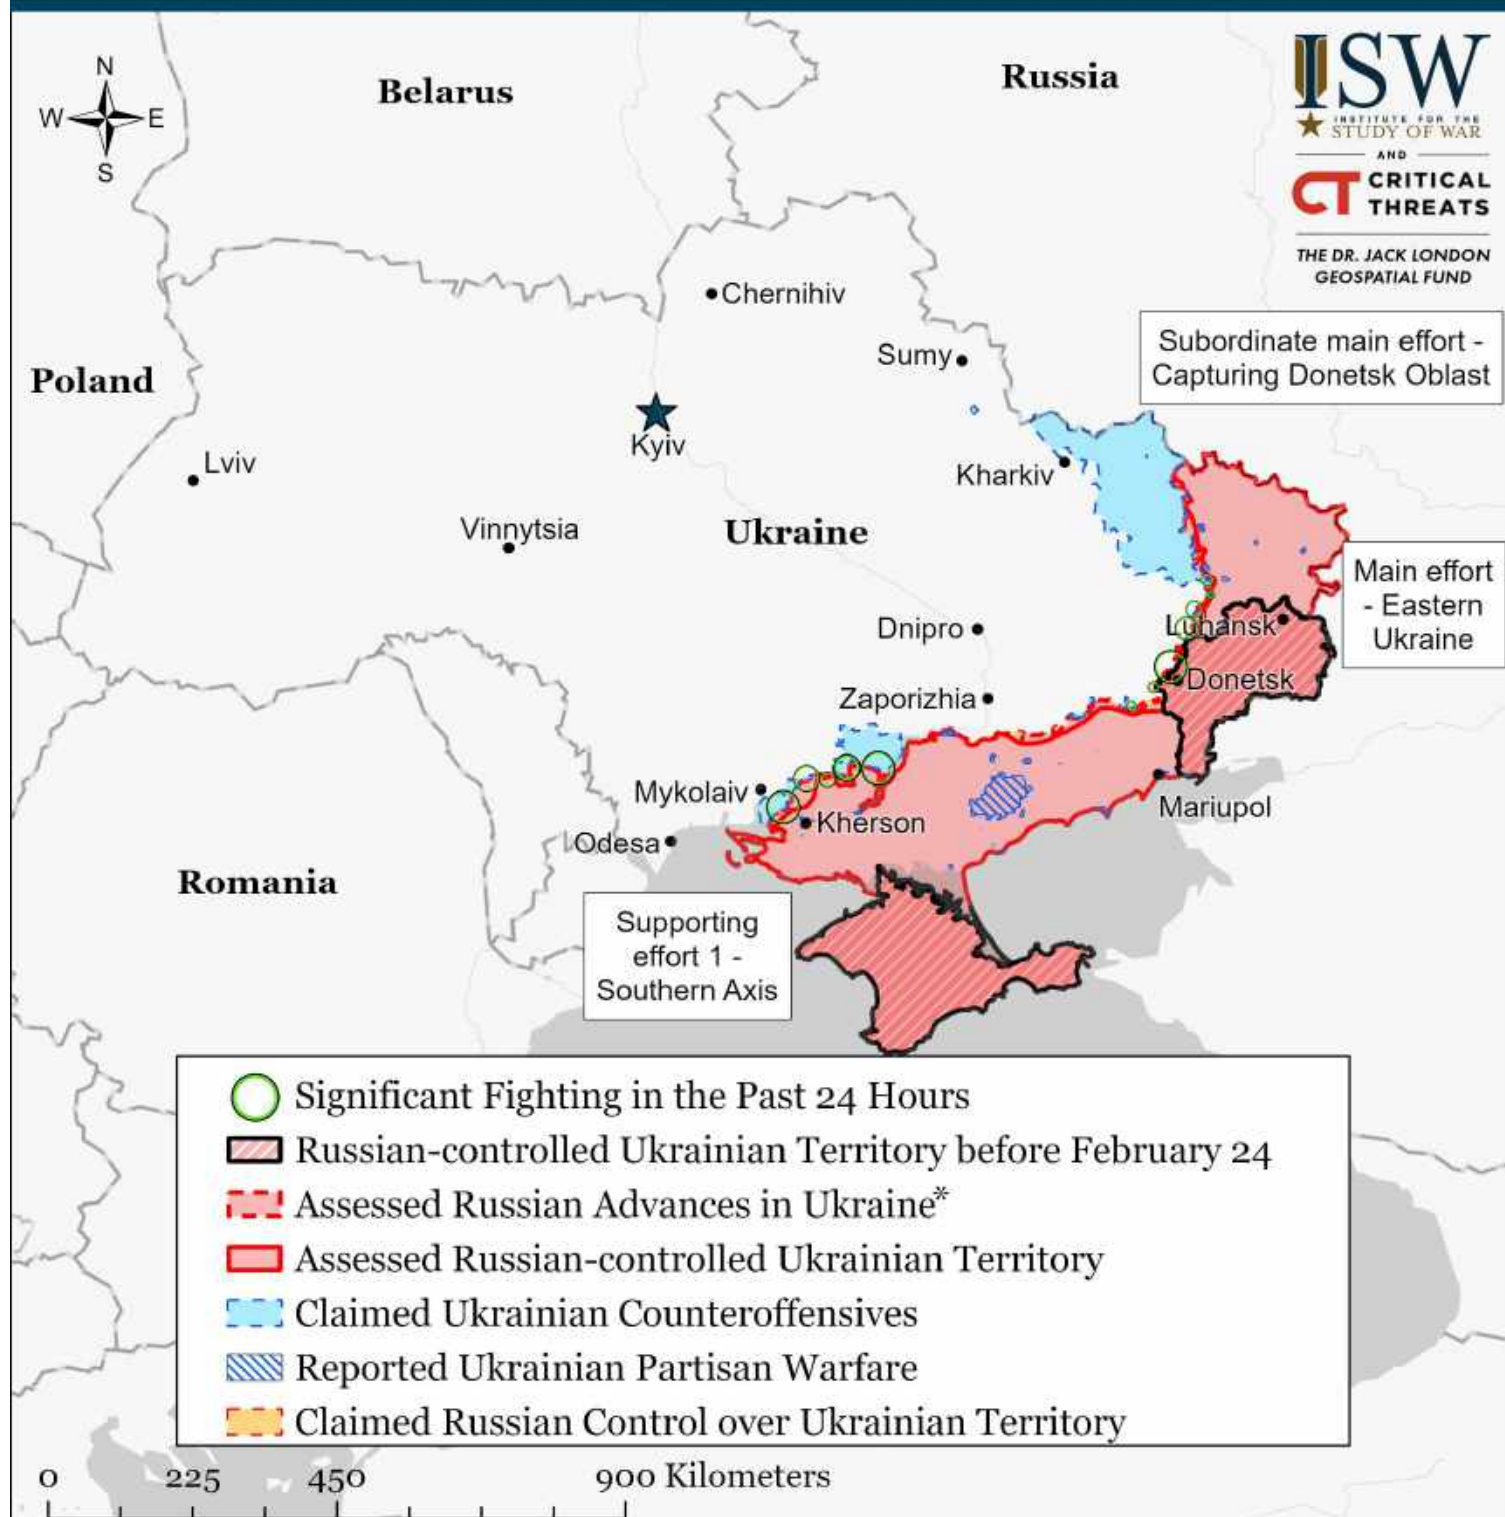 N
W
E
S
Belarus
Russia
ISW
INSTITUTE FOR THE
STUDY OF WAR
AND
CT CRITICAL
THREATS
THE DR. JACK LONDON
GEOSPATIAL FUND
Chernihiv
Subordinate main effort -
Capturing Donetsk Oblast
Sumy
Poland
Kyiv
Lviv
Kharkiv
Vinnytsia
Ukraine
Main effort
- Eastern
Ukraine
Dnipro
Luhansk
Donetsk
Zaporizhia
Mykolaiv
Mariupol
Kherson
Odesa
Romania
Supporting
effort 1 -
Southern Axis
Significant Fighting in the Past 24 Hours
Russian-controlled Ukrainian Territory before February 24
Assessed Russian Advances in Ukraine*
Assessed Russian-controlled Ukrainian Territory
Claimed Ukrainian Counteroffensives
Reported Ukrainian Partisan Warfare
Claimed Russian Control over Ukrainian Territory
0 225 450 900 Kilometers